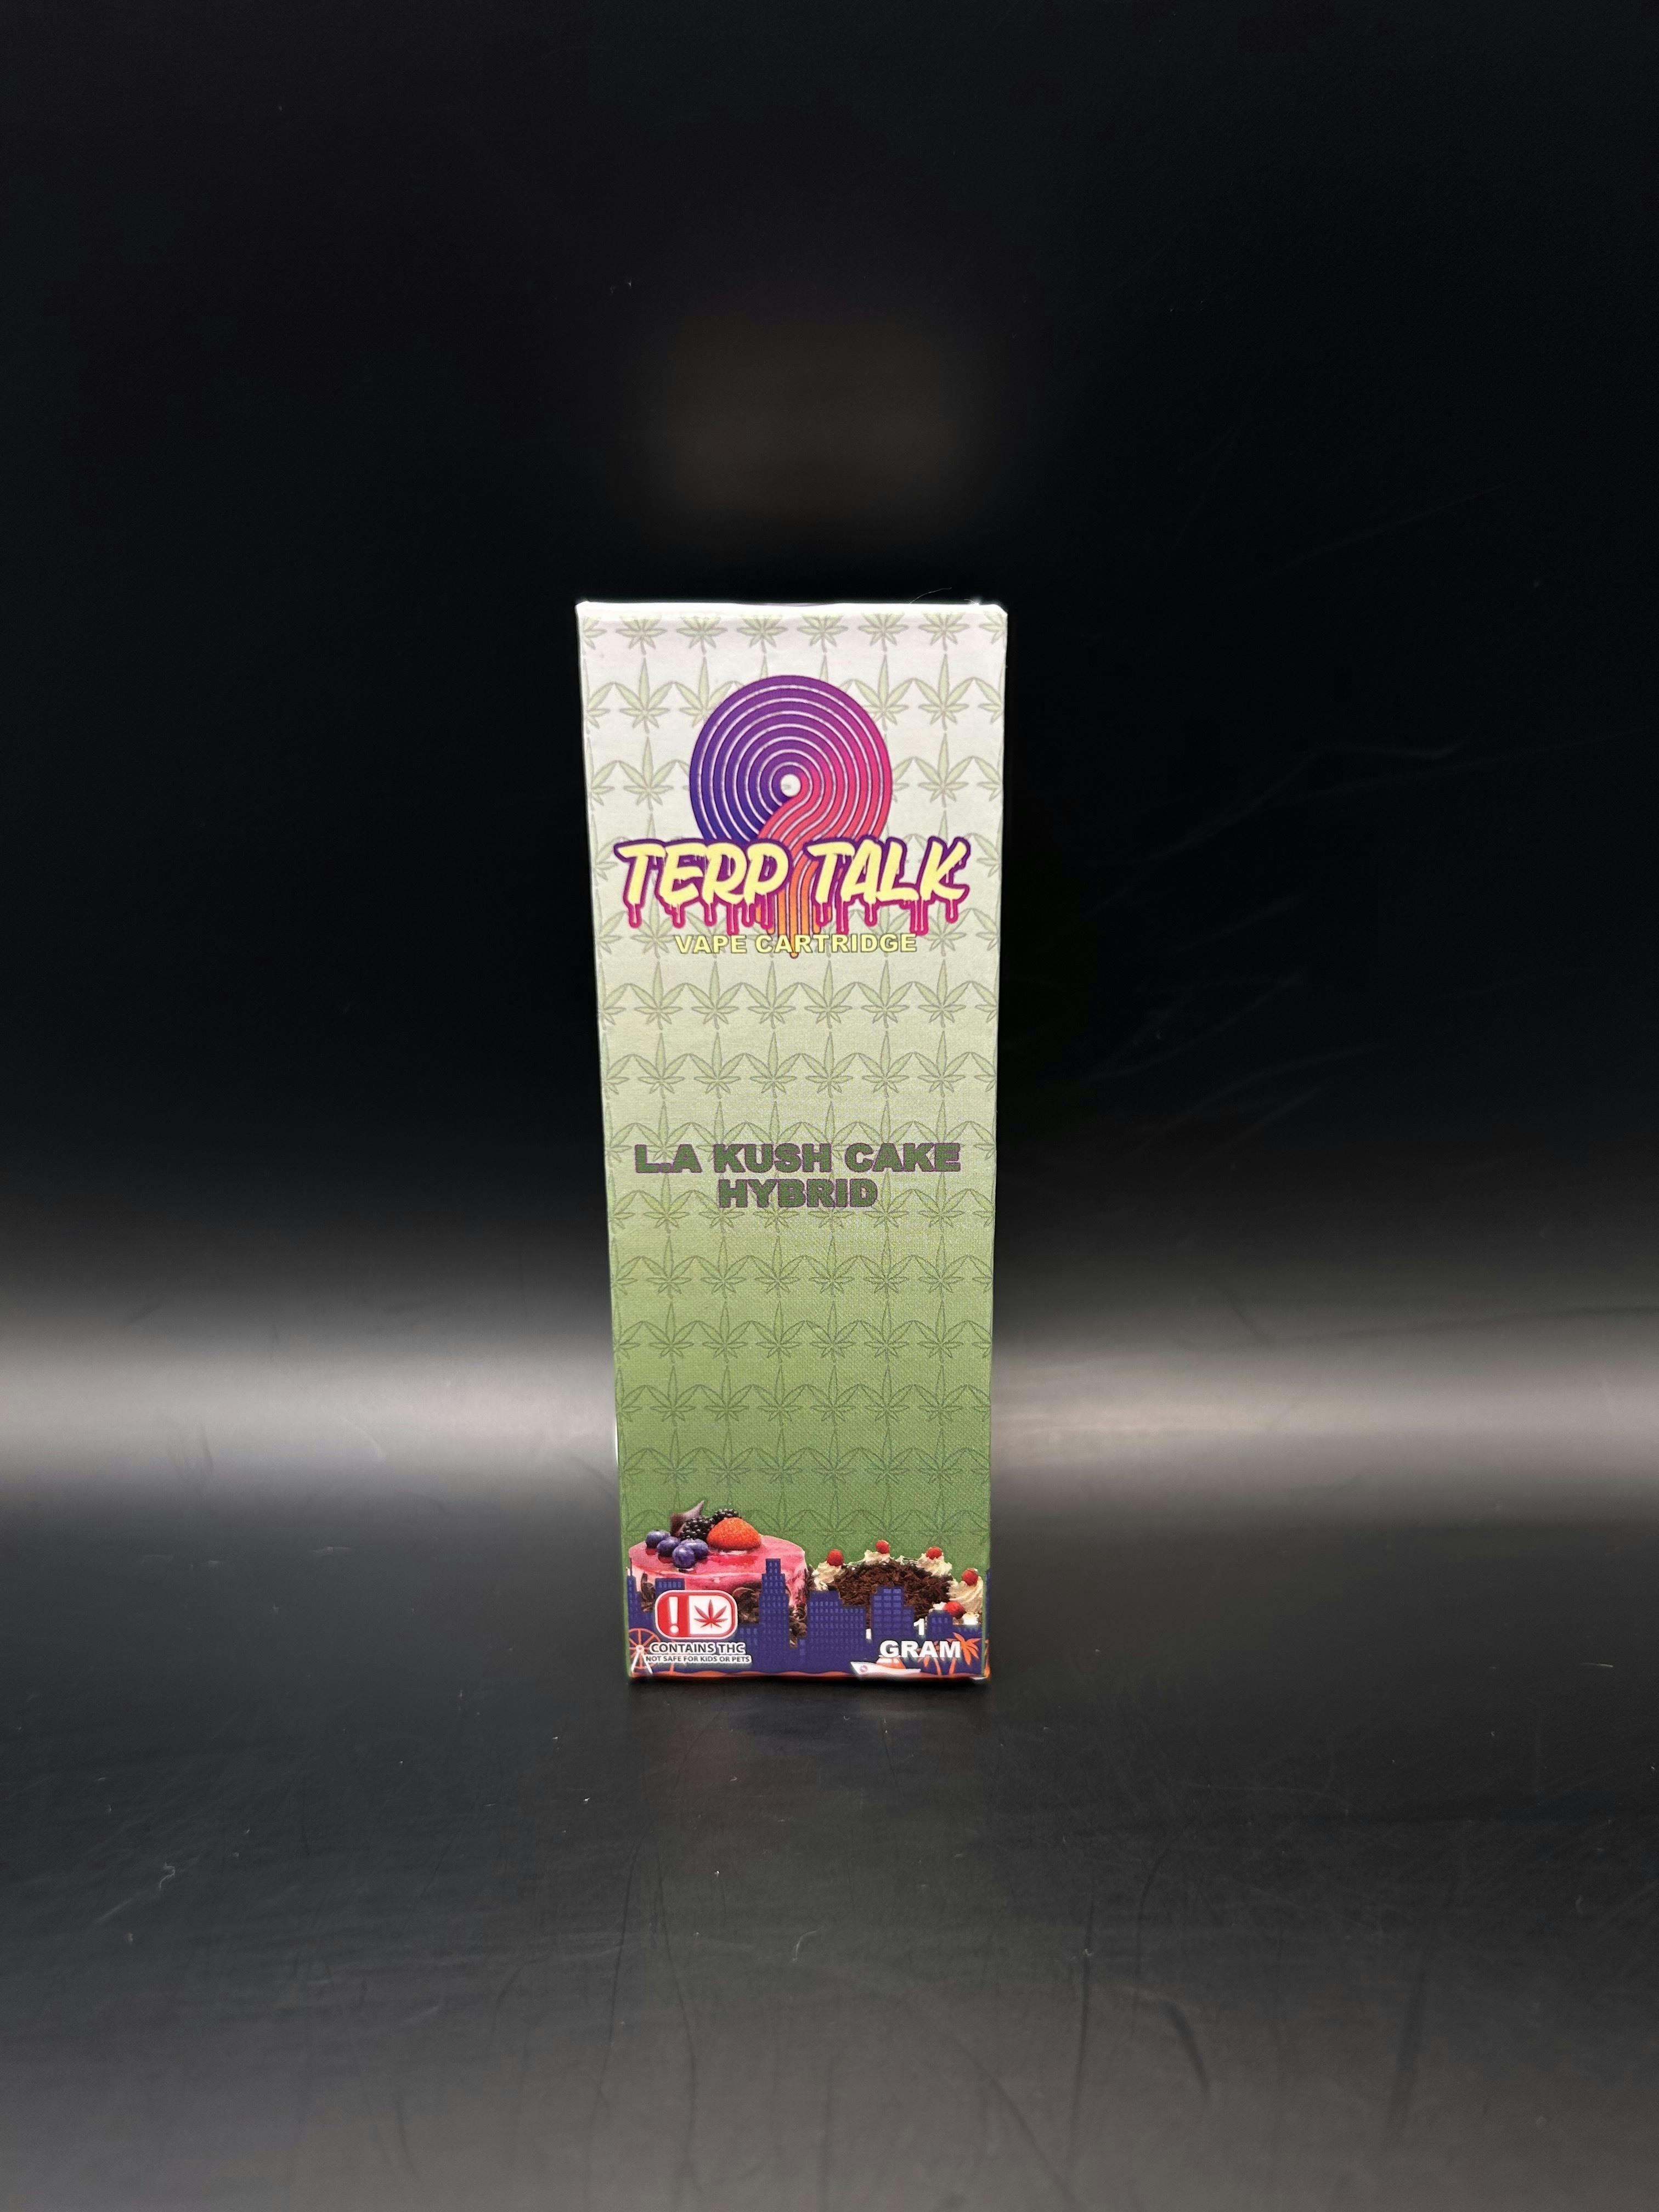 TERP TALK
VAPE CARTRIDGE
L.A KUSH CAKE
HYBRID
!
CONTAINS THC
NOT SAFE FOR KIDS OR PETS
1
GRAM